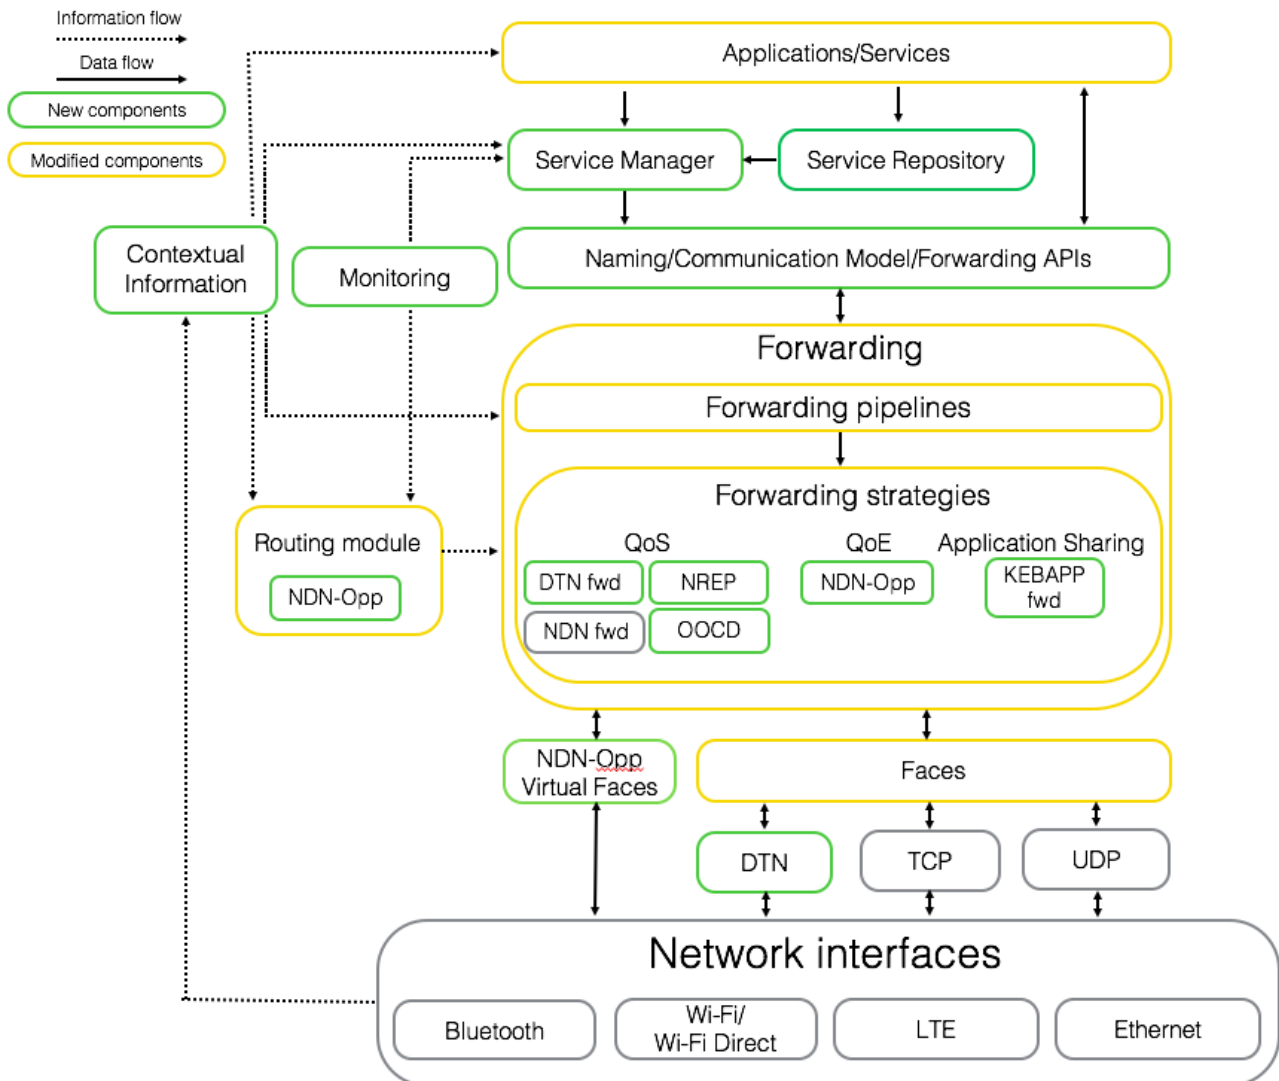 Information flow
Data flow
New components
Modified components
Applications/Services
Service Manager
Service Repository
Contextual
Information
Monitoring
Naming/Communication Model/Forwarding APIs
Forwarding
Forwarding pipelines
Forwarding strategies
Routing module
NDN-Opp
QoS
QoE
Application Sharing
DTN fwd
NREP
NDN-Opp
KEBAPP
fwd
NDN fwd
OOCD
NDN-Opp
Virtual Faces
Faces
DTN
TCP
UDP
Network interfaces
Bluetooth
Wi-Fi/
Wi-Fi Direct
LTE
Ethernet